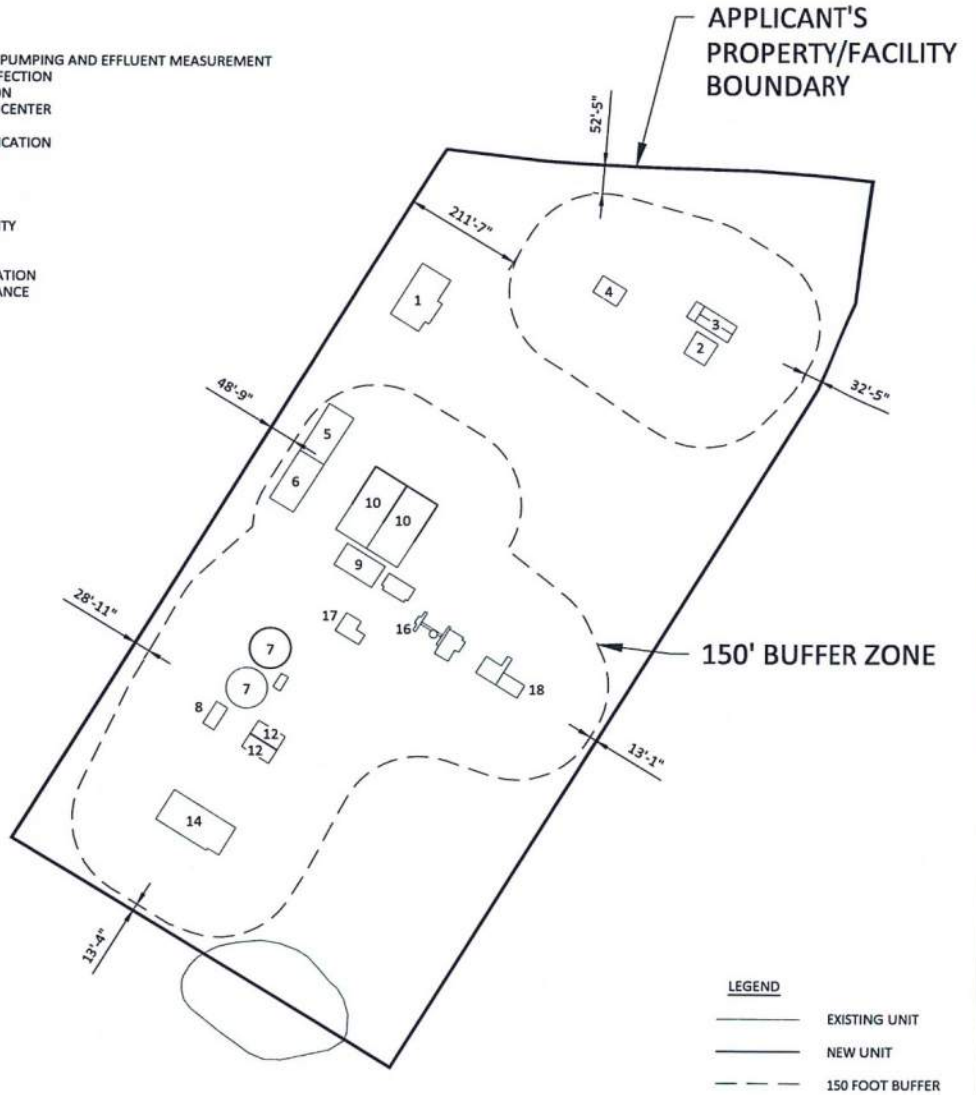 APPLICANT'S
PROPERTY/FACILITY
BOUNDARY
PUMPING AND EFFLUENT MEASUREMENT
FECTION
ON
CENTER
ICATION
ITY
ATION
ANCE
52'-5"
211'-7"
1
4
3
2
32'-5"
48'-9"
5
6
10
10
9
28'-11"
17
16
7
150' BUFFER ZONE
7
18
8
12
12
13'-1"
14
13'-4"
LEGEND
EXISTING UNIT
NEW UNIT
150 FOOT BUFFER